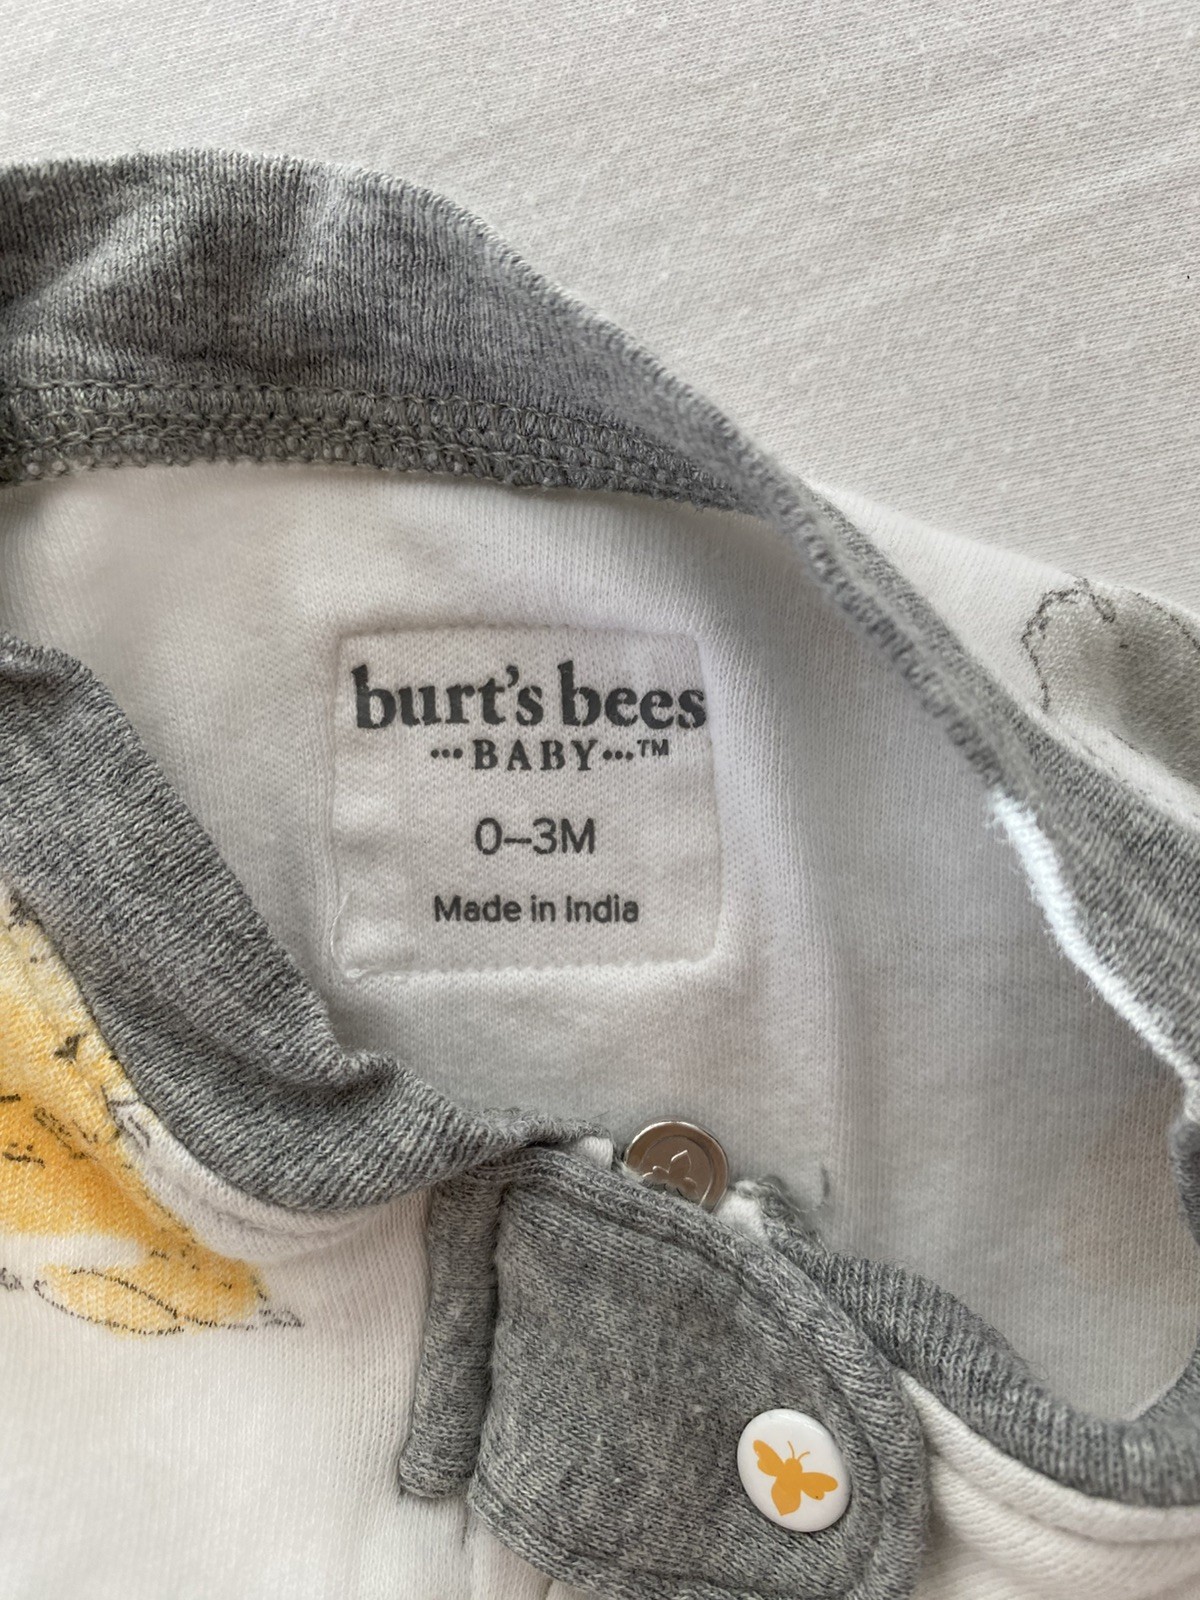 burt's bees
•••BABY•••™
0–3M
Made in India